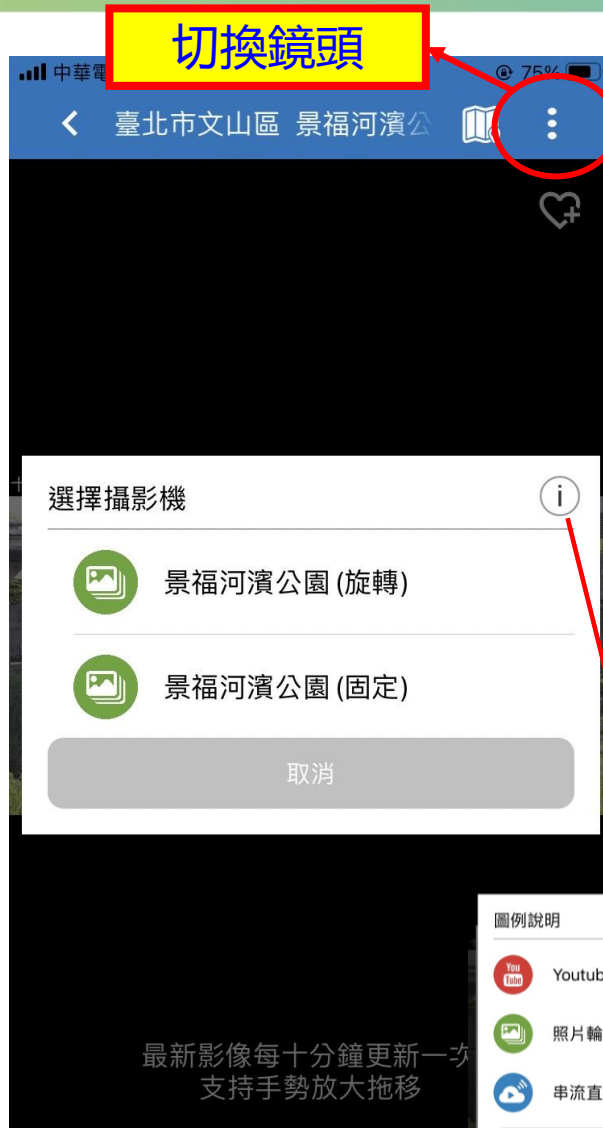 切換鏡頭
中華電
75%
臺北市文山區 景福河濱公
選擇攝影機
i
景福河濱公園 (旋轉)
景福河濱公園 (固定)
取消
圖例說明
You Tube
Youtub
照片輪
串流直
最新影像每十分鐘更新一次
支持手勢放大拖移